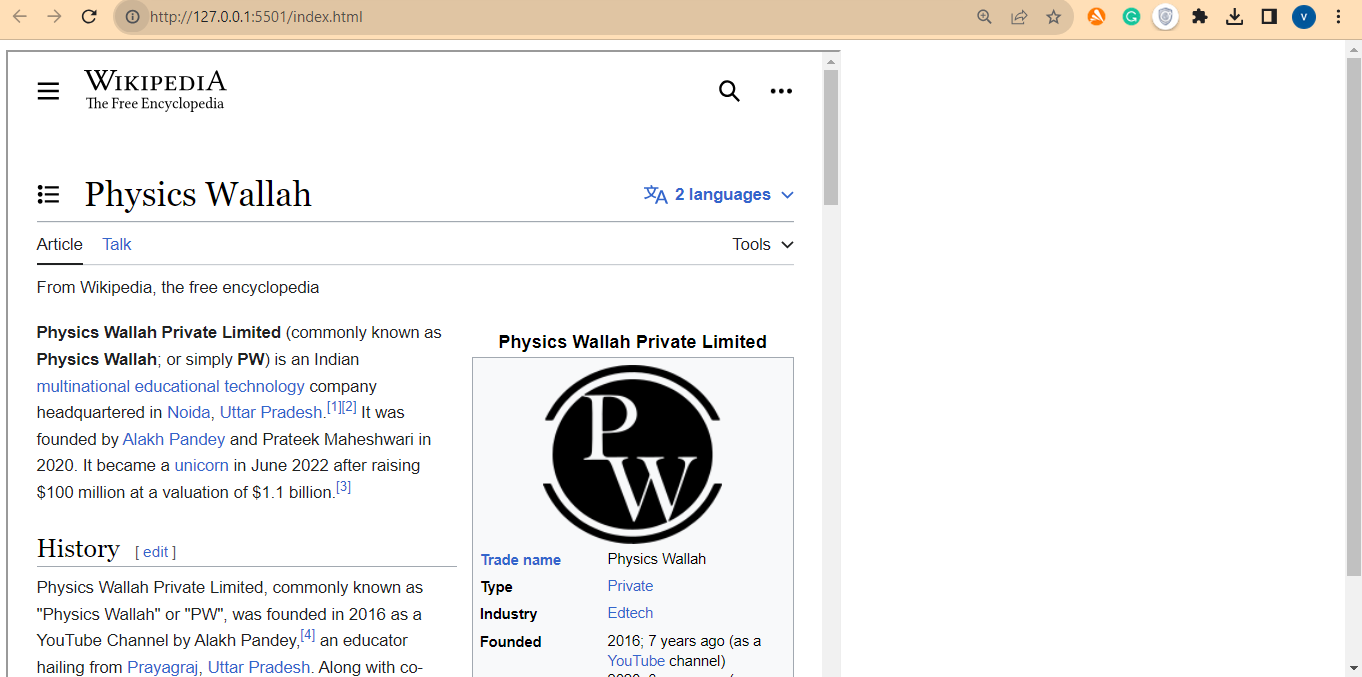 http://127.0.0.1:5501/index.html
V
WIKIPEDIA
The Free Encyclopedia
Physics Wallah
2 languages
Article Talk
Tools
From Wikipedia, the free encyclopedia
Physics Wallah Private Limited (commonly known as
Physics Wallah; or simply PW) is an Indian
multinational educational technology company
headquartered in Noida, Uttar Pradesh.[1][2] It was
founded by Alakh Pandey and Prateek Maheshwari in
2020. It became a unicorn in June 2022 after raising
$100 million at a valuation of $1.1 billion.[3]
History [ edit ]
Physics Wallah Private Limited, commonly known as
"Physics Wallah" or "PW", was founded in 2016 as a
YouTube Channel by Alakh Pandey,[4] an educator
hailing from Prayagraj, Uttar Pradesh. Along with co-
Physics Wallah Private Limited
PW
Trade name Physics Wallah
Type Private
Industry Edtech
Founded 2016; 7 years ago (as a
YouTube channel)